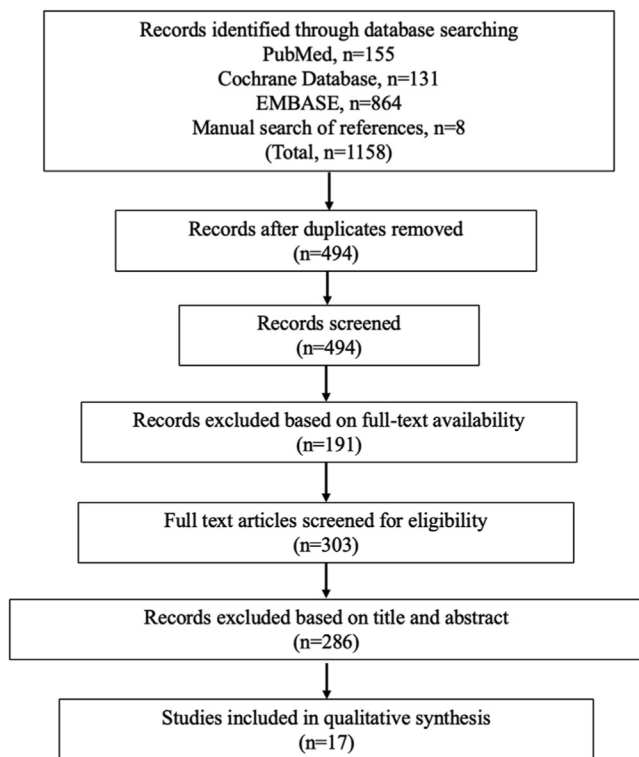 Records identified through database searching
PubMed, n=155
Cochrane Database, n=131
EMBASE, n=864
Manual search of references, n=8
(Total, n=1158)
Records after duplicates removed
(n=494)
Records screened
(n=494)
Records excluded based on full-text availability
(n=191)
Full text articles screened for eligibility
(n=303)
Records excluded based on title and abstract
(n=286)
Studies included in qualitative synthesis
(n=17)